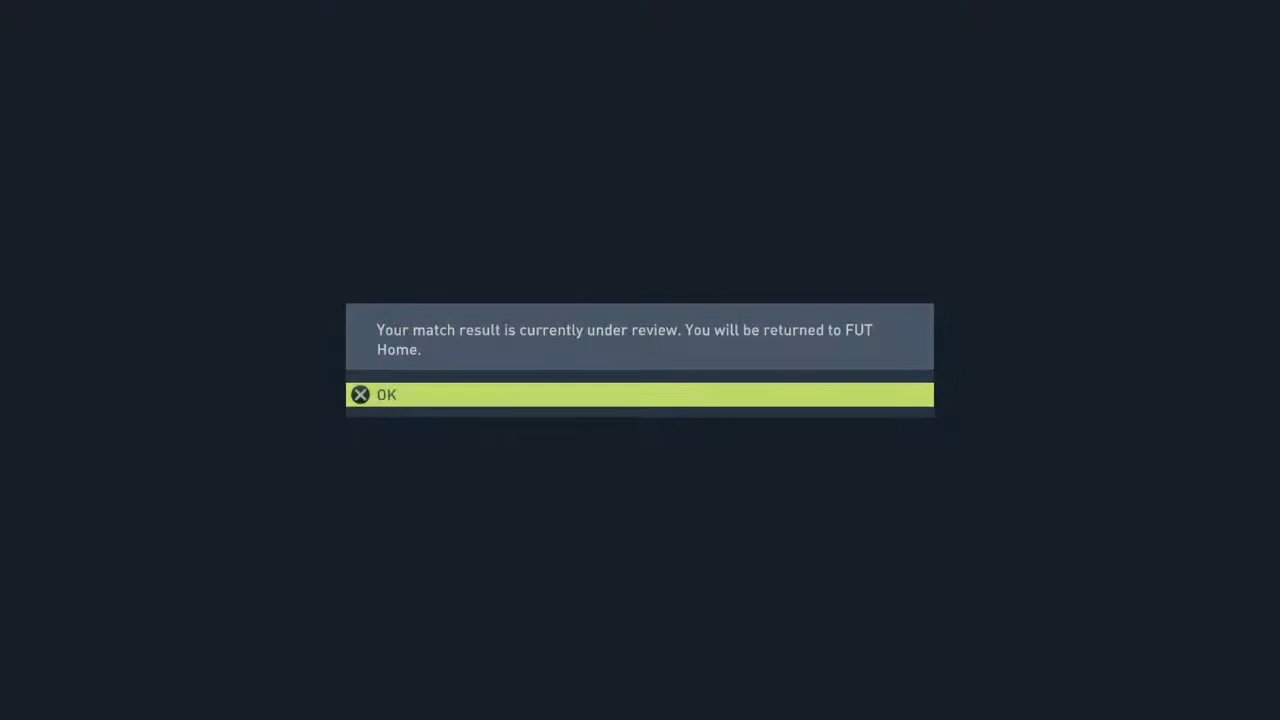 Your match result is currently under review. You will be returned to FUT
Home.
OK